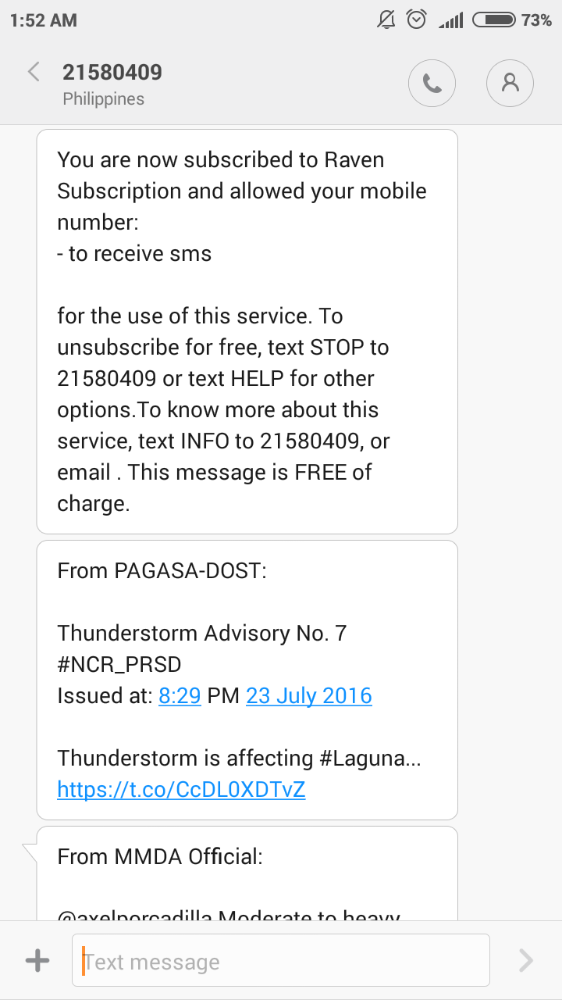 1:52 AM
73%
21580409
Philippines
You are now subscribed to Raven
Subscription and allowed your mobile
number:
- to receive sms
for the use of this service. To
unsubscribe for free, text STOP to
21580409 or text HELP for other
options.To know more about this
service, text INFO to 21580409, or
email . This message is FREE of
charge.
From PAGASA-DOST:
Thunderstorm Advisory No. 7
#NCR_PRSD
Issued at: 8:29 PM 23 July 2016
Thunderstorm is affecting #Laguna...
https://t.co/CcDL0XDTvZ
From MMDA Official:
@axelporcadilla Moderate to heavy
Text message